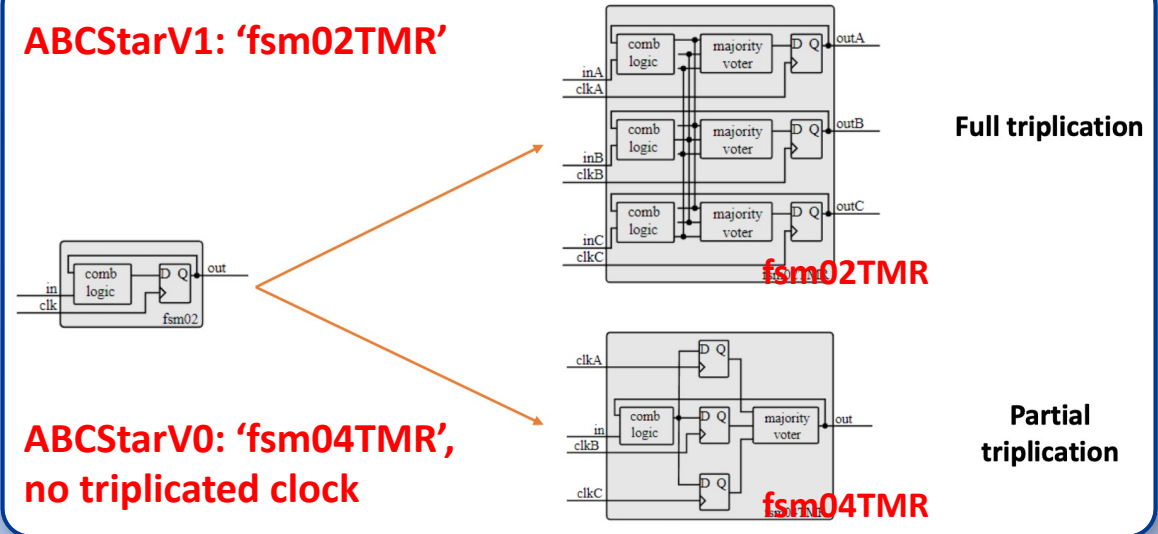 ABCStarV1: ‘fsm02TMR’
comb
logic
majority
voter
D Q
outA
inA
clkA
comb
logic
majority
voter
D Q
outB
inB
clkB
comb
logic
majority
voter
D Q
outC
inC
clkC
fsm02TMR
fsm02TMR
Full triplication
comb
logic
D Q
out
in
clk
fsm02
ABCStarV0: ‘fsm04TMR’,
no triplicated clock
clkA
D Q
comb
logic
D Q
majority
voter
out
in
clkB
D Q
clkC
fsm04TMR
fsm04TMR
Partial
triplication